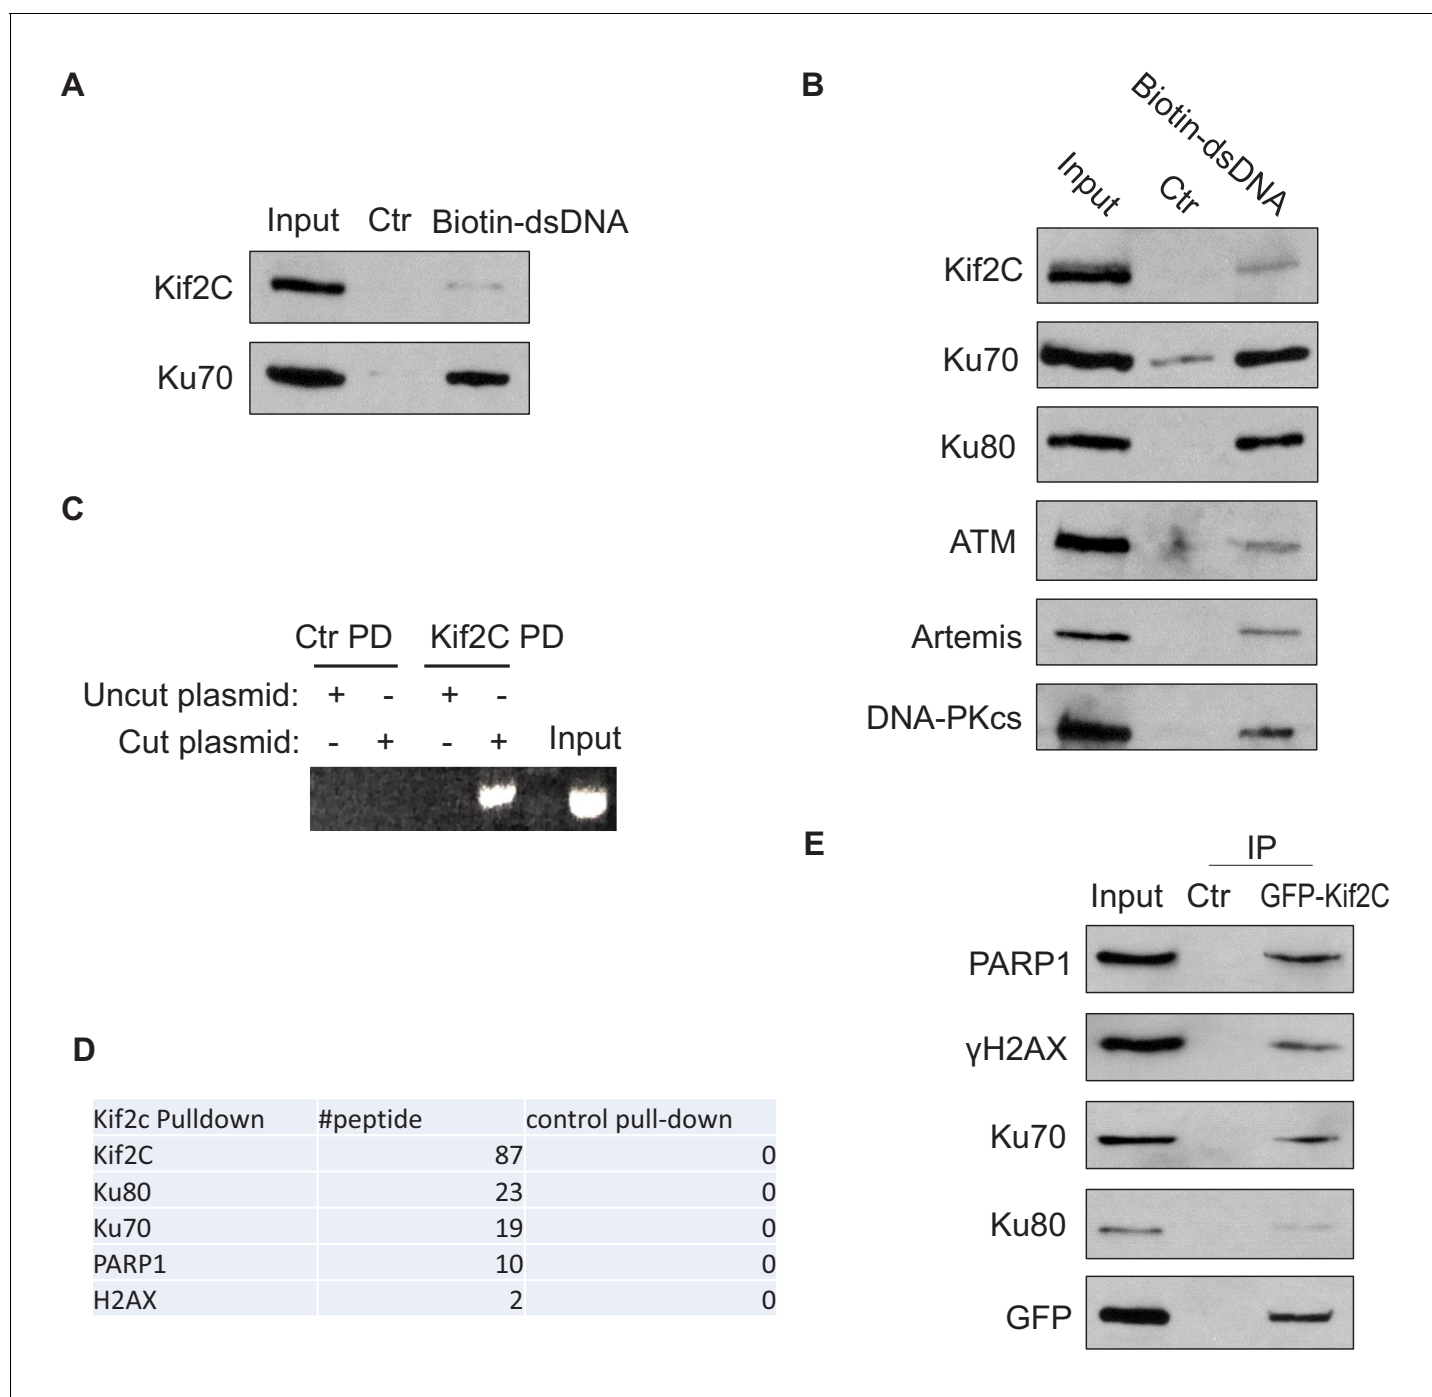 A
Input Ctr Biotin-dsDNA
Kif2C
Ku70
B
Input Ctr Biotin-dsDNA
Kif2C
Ku70
Ku80
ATM
Artemis
DNA-PKcs
C
Ctr PD Kif2C PD
Uncut plasmid: + - + -
Cut plasmid: - + - + Input
D
Kif2c Pulldown #peptide control pull-down
Kif2C 87 0
Ku80 23 0
Ku70 19 0
PARP1 10 0
H2AX 2 0
E
IP
Input Ctr GFP-Kif2C
PARP1
γH2AX
Ku70
Ku80
GFP